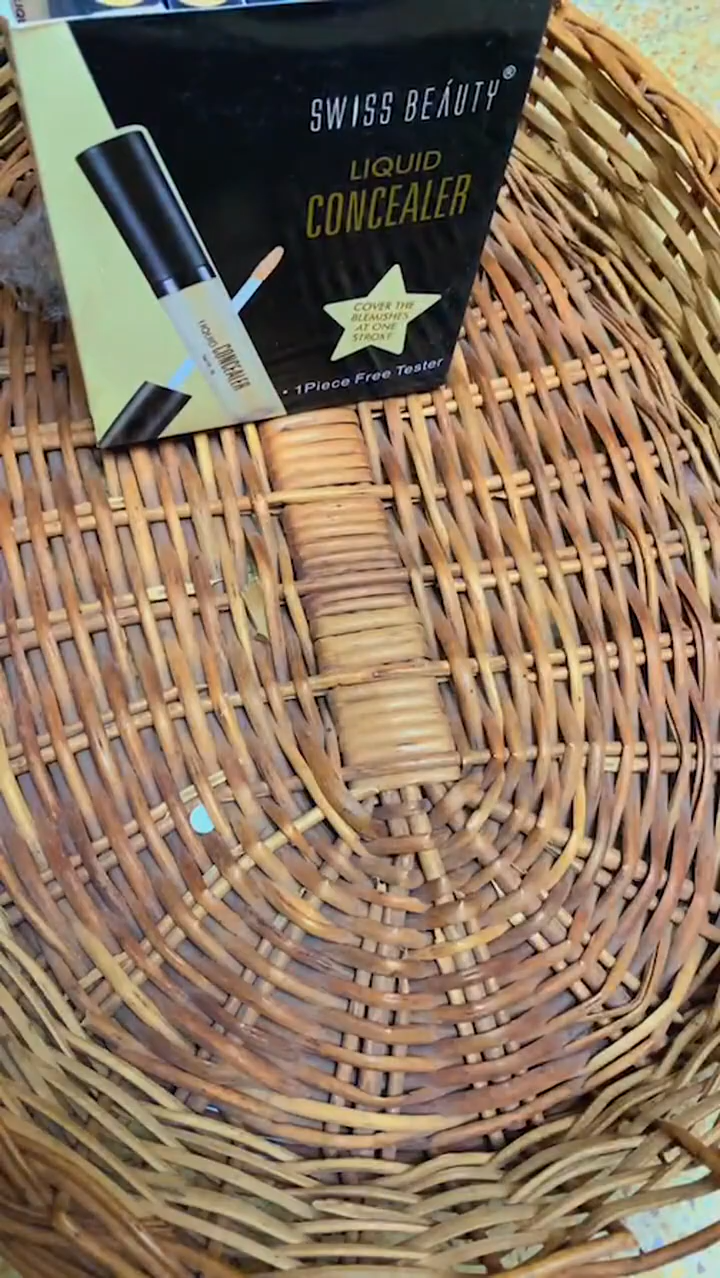 SWISS BEAUTY®
LIQUID
CONCEALER
COVER THE
BLEMISHES
AT ONE
STROKE
• 1Piece Free Tester
LIQUID CONCEALER